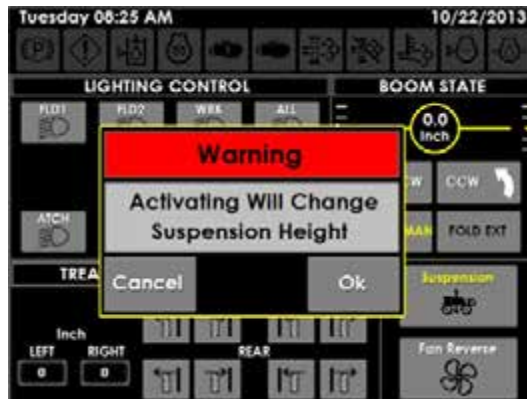 Tuesday 08:25 AM 10/22/2013
LIGHTING CONTROL BOOM STATE
FLD1 FLD2 WRK ALL
0.0
Inch
Warning
Activating Will Change
Suspension Height
CW CCW
ATCH MAN FOLD EXT
Cancel Ok
TREA
Suspension
Inch
LEFT RIGHT REAR
Fan Reverse
0 0